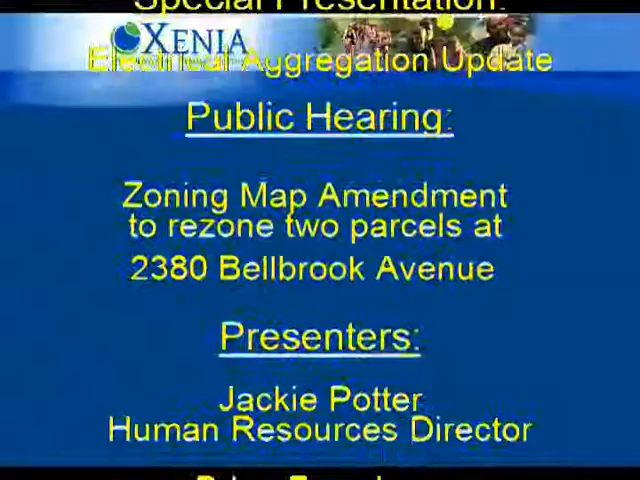 Special Presentation:
XENIA
Electrical Aggregation Update
Public Hearing:
Zoning Map Amendment
to rezone two parcels at
2380 Bellbrook Avenue
Presenters:
Jackie Potter
Human Resources Director